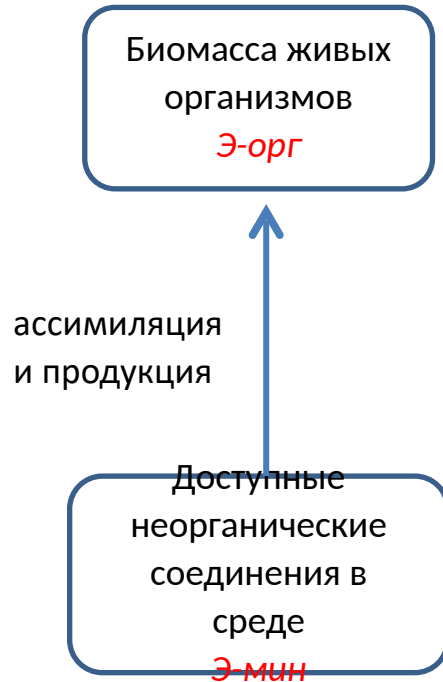 Биомасса живых
организмов
Э-орг
ассимиляция
и продукция
Доступные
неорганические
соединения в
среде
Э-мин